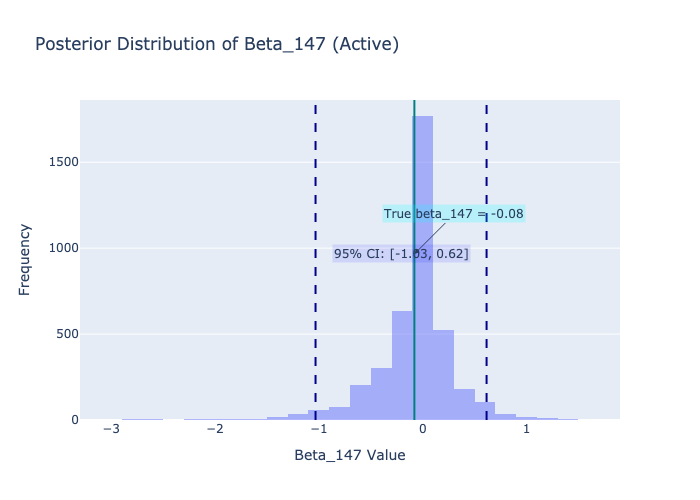 Posterior Distribution of Beta_147 (Active)
1500
1000
500
0
Frequency
True beta_147 = -0.08
95% CI: [-1.03, 0.62]
−3
−2
−1
0
1
Beta_147 Value